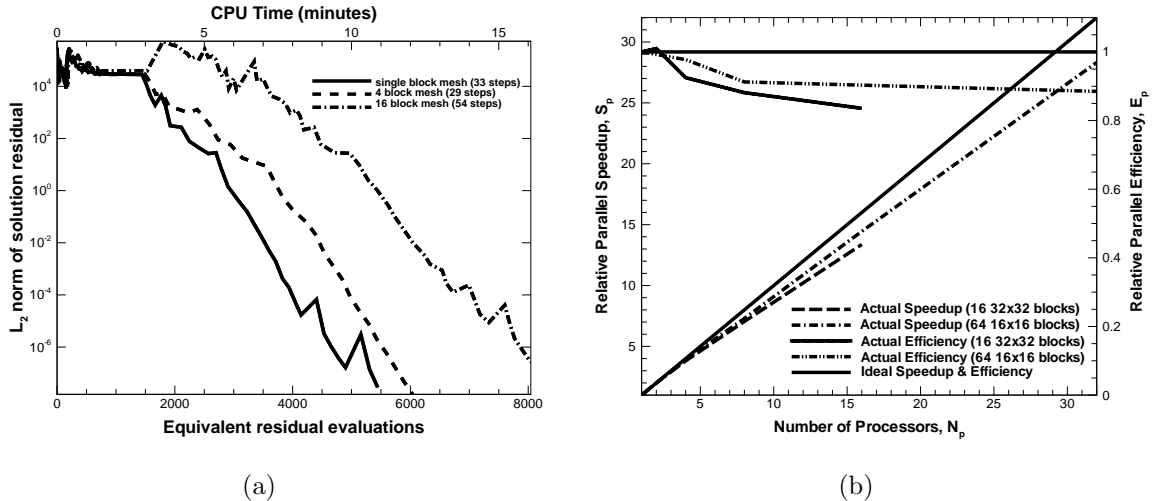 CPU Time (minutes)
0 5 10 15
L2 norm of solution residual
10^4
10^2
10^0
10^-2
10^-4
10^-6
single block mesh (33 steps)
4 block mesh (29 steps)
16 block mesh (54 steps)
0 2000 4000 6000 8000
Equivalent residual evaluations
(a)
Relative Parallel Speedup, Sp
30
25
20
15
10
5
Relative Parallel Efficiency, Ep
1
0.8
0.6
0.4
0.2
0
Actual Speedup (16 32x32 blocks)
Actual Speedup (64 16x16 blocks)
Actual Efficiency (16 32x32 blocks)
Actual Efficiency (64 16x16 blocks)
Ideal Speedup & Efficiency
5 10 15 20 25 30
Number of Processors, Np
(b)